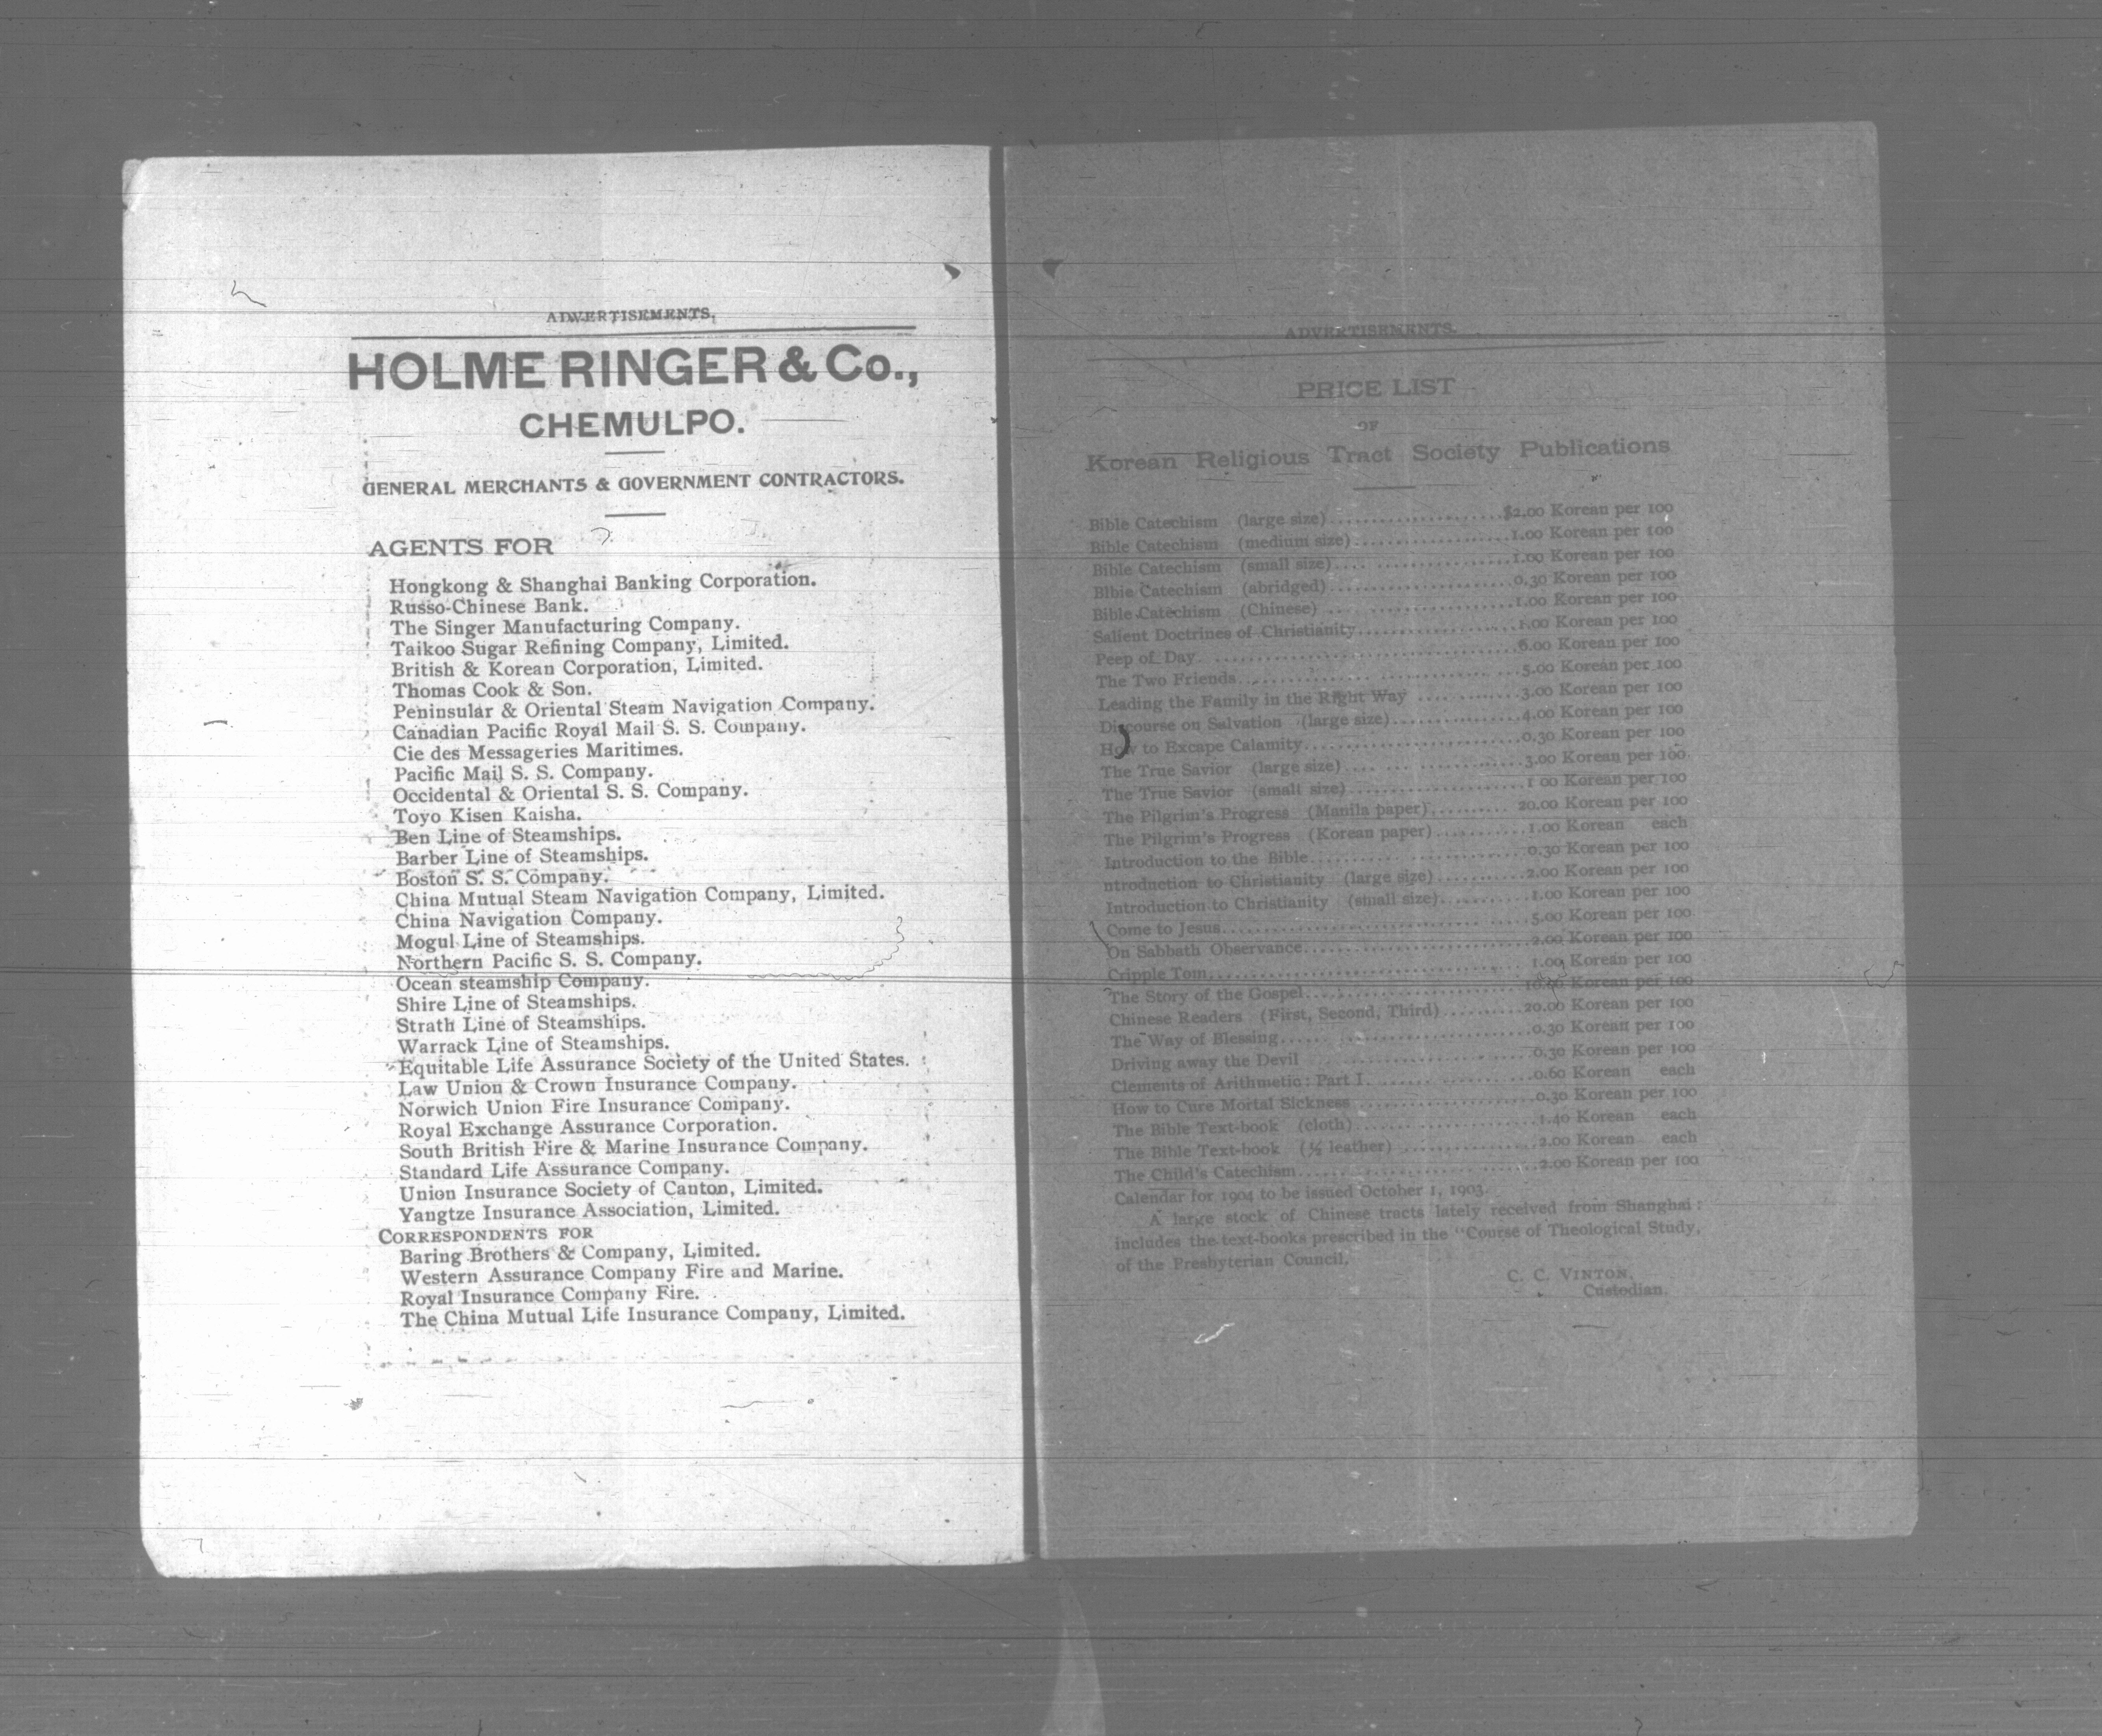 ADVERTISEMENTS,
HOLME RINGER & Co.,
CHEMULPO.
GENERAL MERCHANTS & GOVERNMENT CONTRACTORS.
AGENTS FOR
Hongkong & Shanghai Banking Corporation.
Russo-Chinese Bank.
The Singer Manufacturing Company.
Taikoo Sugar Refining Company, Limited.
British & Korean Corporation, Limited.
Thomas Cook & Son.
Peninsular & Oriental Steam Navigation Company.
Canadian Pacific Royal Mail S. S. Company.
Cie des Messageries Maritimes.
Pacific Mail S. S. Company.
Occidental & Oriental S. S. Company.
Toyo Kisen Kaisha.
Ben Line of Steamships.
Barber Line of Steamships.
Boston S. S. Company.
China Mutual Steam Navigation Company, Limited.
China Navigation Company.
Mogul Line of Steamships.
Northern Pacific S. S. Company.
Ocean steamship Company.
Shire Line of Steamships.
Strath Line of Steamships.
Warrack Line of Steamships.
Equitable Life Assurance Society of the United States.
Law Union & Crown Insurance Company.
Norwich Union Fire Insurance Company.
Royal Exchange Assurance Corporation.
South British Fire & Marine Insurance Company.
Standard Life Assurance Company.
Union Insurance Society of Canton, Limited.
Yangtze Insurance Association, Limited.
CORRESPONDENTS FOR
Baring Brothers & Company, Limited.
Western Assurance Company Fire and Marine.
Royal Insurance Company Fire.
The China Mutual Life Insurance Company, Limited.
ADVERTISEMENTS.
PRICE LIST
OF
Korean Religious Tract Society Publications
Bible Catechism (large size) $2.00 Korean per 100
Bible Catechism (medium size) 1.00 Korean per 100
Bible Catechism (small size) 1.00 Korean per 100
Bible Catechism (abridged) 0.30 Korean per 100
Bible Catechism (Chinese) 1.00 Korean per 100
Salient Doctrines of Christianity 1.00 Korean per 100
Peep of Day 6.00 Korean per 100
The Two Friends 5.00 Korean per 100
Leading the Family in the Right Way 3.00 Korean per 100
Discourse on Salvation (large size) 4.00 Korean per 100
How to Excape Calamity 0.30 Korean per 100
The True Savior (large size) 3.00 Korean per 100
The True Savior (small size) 1 00 Korean per 100
The Pilgrim's Progress (Manila paper) 20.00 Korean per 100
The Pilgrim's Progress (Korean paper) 1.00 Korean each
Introduction to the Bible 0.30 Korean per 100
ntroduction to Christianity (large size) 2.00 Korean per 100
Introduction to Christianity (small size) 1.00 Korean per 100
Come to Jesus 5.00 Korean per 100
On Sabbath Observance 2.00 Korean per 100
Cripple Tom 1.00 Korean per 100
The Story of the Gospel Korean per 100
Chinese Readers (First, Second, Third) 20.00 Korean per 100
The Way of Blessing 0.30 Korean per 100
Driving away the Devil 0.30 Korean per 100
Clements of Arithmetic: Part I 0.60 Korean each
How to Cure Mortal Sickness 0.30 Korean per 100
The Bible Text-book (cloth) 1.40 Korean each
The Bible Text-book (½ leather) 2.00 Korean each
The Child's Catechism 2.00 Korean per 100
Calendar for 1904 to be issued October 1, 1903.
A large stock of Chinese tracts lately received from Shanghai:
includes the text-books prescribed in the "Course of Theological Study,
of the Presbyterian Council,
C. C. VINTON,
Custodian.